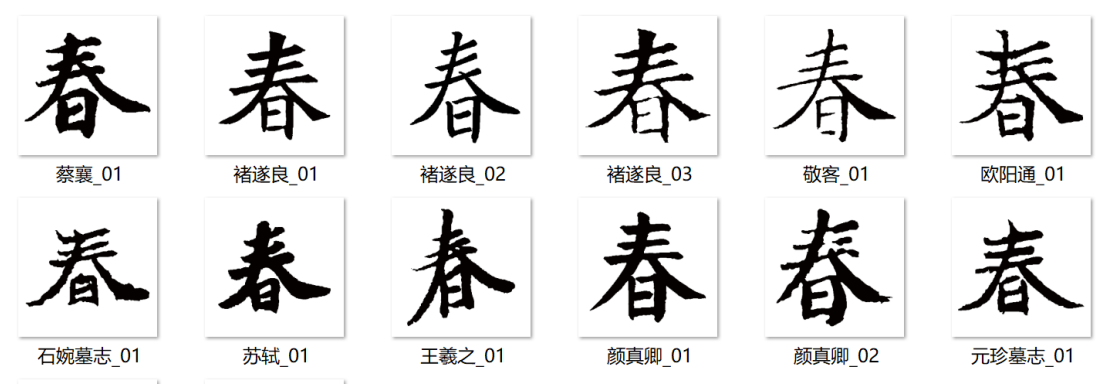 春 春 春 春 春 春
蔡襄_01 褚遂良_01 褚遂良_02 褚遂良_03 敬客_01 欧阳通_01
春 春 春 春 春 春
石婉墓志_01 苏轼_01 王羲之_01 颜真卿_01 颜真卿_02 元珍墓志_01